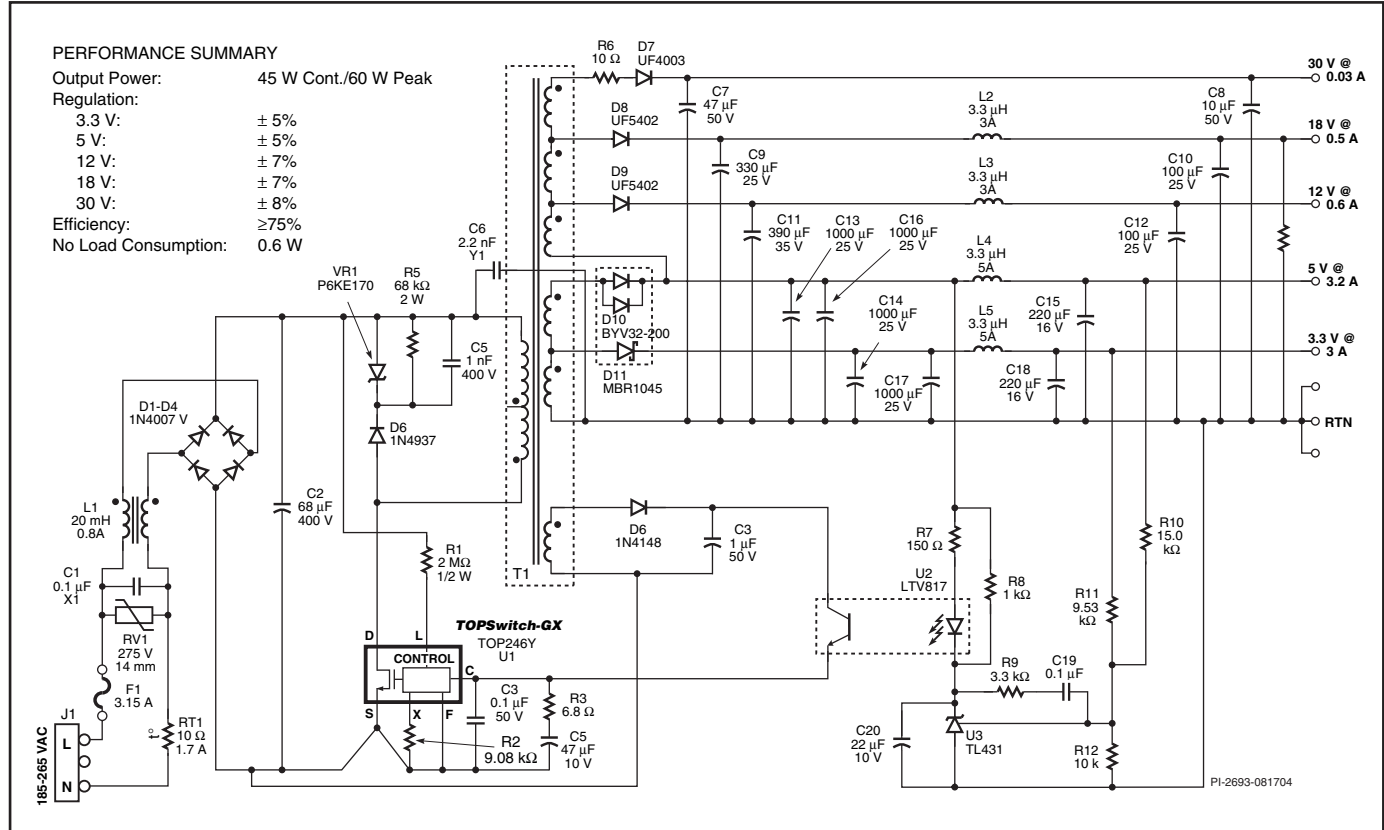 PERFORMANCE SUMMARY
Output Power: 45 W Cont./60 W Peak
Regulation:
3.3 V: ± 5%
5 V: ± 5%
12 V: ± 7%
18 V: ± 7%
30 V: ± 8%
Efficiency: ≥75%
No Load Consumption: 0.6 W
R6
10 Ω
D7
UF4003
30 V @
0.03 A
C7
47 µF
50 V
L2
3.3 µH
3A
C8
10 µF
50 V
D8
UF5402
18 V @
0.5 A
C9
330 µF
25 V
L3
3.3 µH
3A
C10
100 µF
25 V
D9
UF5402
12 V @
0.6 A
C6
2.2 nF
Y1
C11
390 µF
35 V
C13
1000 µF
25 V
C16
1000 µF
25 V
L4
3.3 µH
5A
C12
100 µF
25 V
5 V @
3.2 A
VR1
P6KE170
R5
68 kΩ
2 W
C5
1 nF
400 V
D10
BYV32-200
C14
1000 µF
25 V
L5
3.3 µH
5A
C15
220 µF
16 V
3.3 V @
3 A
D11
MBR1045
C17
1000 µF
25 V
C18
220 µF
16 V
RTN
D1-D4
1N4007 V
D6
1N4937
L1
20 mH
0.8A
C2
68 µF
400 V
R1
2 MΩ
1/2 W
T1
D6
1N4148
C3
1 µF
50 V
R7
150 Ω
R8
1 kΩ
R10
15.0
kΩ
U2
LTV817
R11
9.53
kΩ
C1
0.1 µF
X1
RV1
275 V
14 mm
F1
3.15 A
J1
L
N
185-265 VAC
RT1
10 Ω
1.7 A
t°
D
L
TOPSwitch-GX
TOP246Y
U1
CONTROL
C
S
X
F
R2
9.08 kΩ
C3
0.1 µF
50 V
R3
6.8 Ω
C5
47 µF
10 V
R9
3.3 kΩ
C19
0.1 µF
C20
22 µF
10 V
U3
TL431
R12
10 k
PI-2693-081704